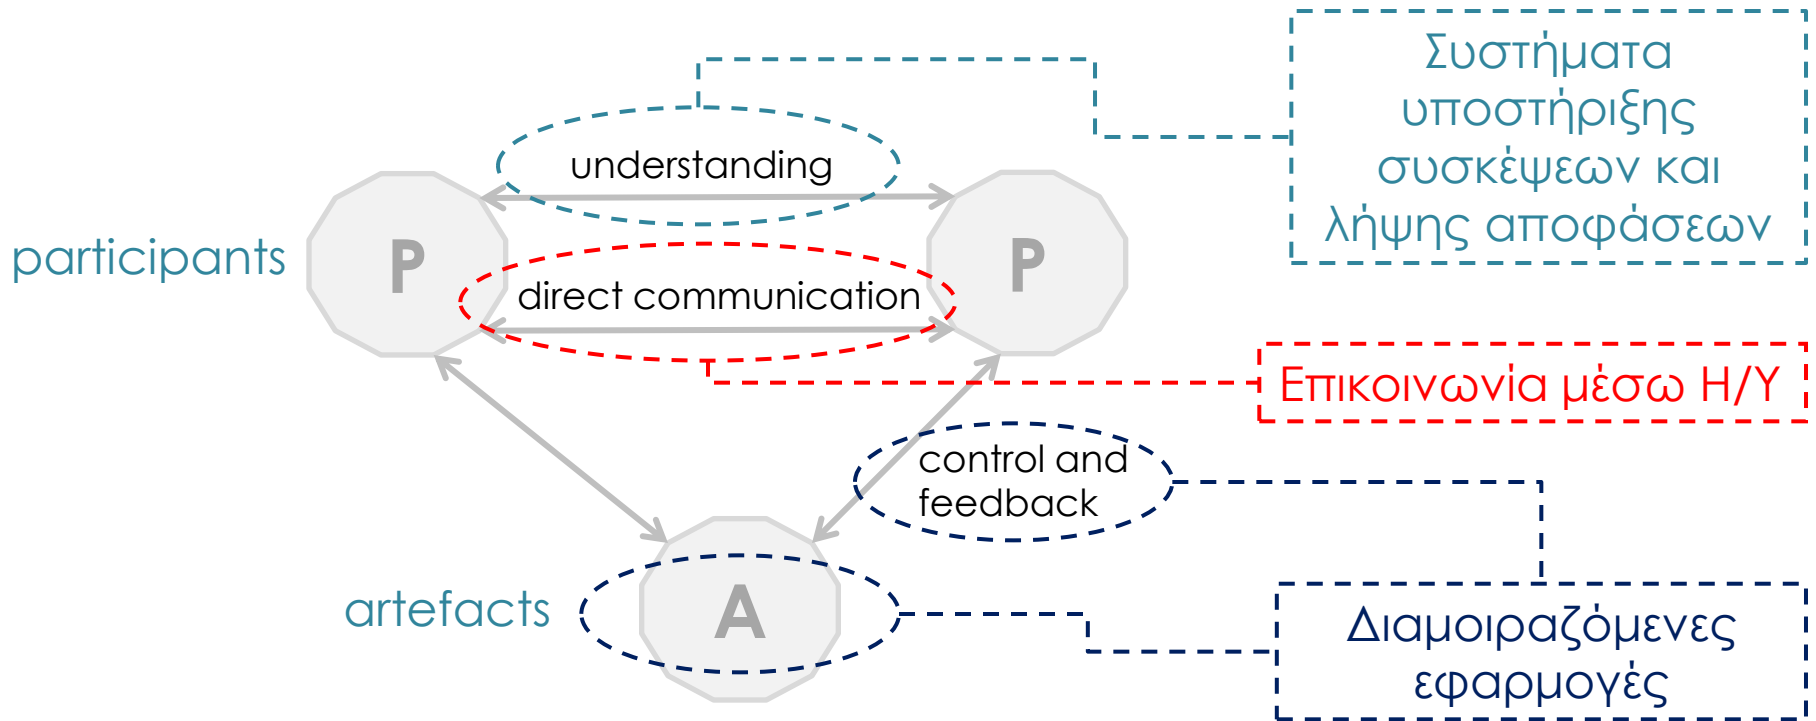 Συστήματα
υποστήριξης
συσκέψεων και
λήψης αποφάσεων
understanding
participants
P
P
direct communication
Επικοινωνία μέσω Η/Υ
control and
feedback
artefacts
A
Διαμοιραζόμενες
εφαρμογές